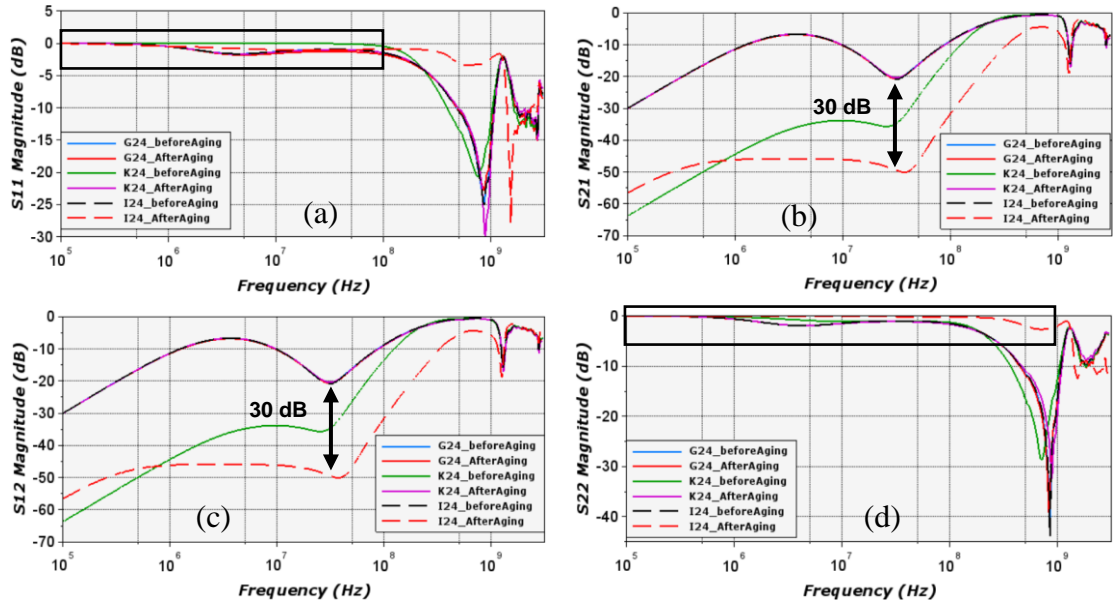 S11 Magnitude (dB)
5
0
-5
-10
-15
-20
-25
-30
G24_beforeAging
G24_AfterAging
K24_beforeAging
K24_AfterAging
I24_beforeAging
I24_AfterAging
(a)
10^5 10^6 10^7 10^8 10^9
Frequency (Hz)
S21 Magnitude (dB)
0
-10
-20
-30
-40
-50
-60
-70
30 dB
(b)
G24_beforeAging
G24_AfterAging
K24_beforeAging
K24_AfterAging
I24_beforeAging
I24_AfterAging
10^5 10^6 10^7 10^8 10^9
Frequency (Hz)
S12 Magnitude (dB)
0
-10
-20
-30
-40
-50
-60
-70
30 dB
(c)
G24_beforeAging
G24_AfterAging
K24_beforeAging
K24_AfterAging
I24_beforeAging
I24_AfterAging
10^5 10^6 10^7 10^8 10^9
Frequency (Hz)
S22 Magnitude (dB)
0
-10
-20
-30
-40
G24_beforeAging
G24_AfterAging
K24_beforeAging
K24_AfterAging
I24_beforeAging
I24_AfterAging
(d)
10^5 10^6 10^7 10^8 10^9
Frequency (Hz)